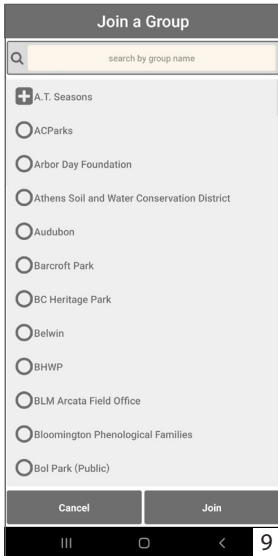 Join a Group
search by group name
A.T. Seasons
ACParks
Arbor Day Foundation
Athens Soil and Water Conservation District
Audubon
Barcroft Park
BC Heritage Park
Belwin
BHWP
BLM Arcata Field Office
Bloomington Phenological Families
Bol Park (Public)
Cancel Join
9